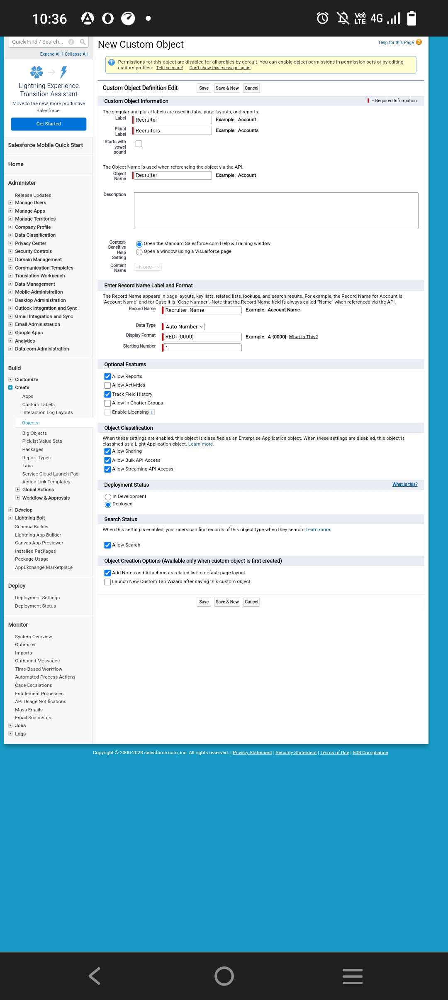 10:36
VoI) LTE 4G
Quick Find / Search...
Expand All | Collapse All
Lightning Experience
Transition Assistant
Move to the new, more productive
Salesforce.
Get Started
Salesforce Mobile Quick Start
Home
Administer
Release Updates
Manage Users
Manage Apps
Manage Territories
Company Profile
Data Classification
Privacy Center
Security Controls
Domain Management
Communication Templates
Translation Workbench
Data Management
Mobile Administration
Desktop Administration
Outlook Integration and Sync
Gmail Integration and Sync
Email Administration
Google Apps
Analytics
Data.com Administration
Build
Customize
Create
Apps
Custom Labels
Interaction Log Layouts
Objects
Big Objects
Picklist Value Sets
Packages
Report Types
Tabs
Service Cloud Launch Pad
Action Link Templates
Global Actions
Workflow & Approvals
Develop
Lightning Bolt
Schema Builder
Lightning App Builder
Canvas App Previewer
Installed Packages
Package Usage
AppExchange Marketplace
Deploy
Deployment Settings
Deployment Status
Monitor
System Overview
Optimizer
Imports
Outbound Messages
Time-Based Workflow
Automated Process Actions
Case Escalations
Entitlement Processes
API Usage Notifications
Mass Emails
Email Snapshots
Jobs
Logs
New Custom Object
Help for this Page ?
Permissions for this object are disabled for all profiles by default. You can enable object permissions in permission sets or by editing
custom profiles. Tell me more! Don't show this message again
Custom Object Definition Edit Save Save & New Cancel
Custom Object Information = Required Information
The singular and plural labels are used in tabs, page layouts, and reports.
Label Recruiter Example: Account
Plural
Label Recruiters Example: Accounts
Starts with
vowel
sound
The Object Name is used when referencing the object via the API.
Object
Name Recruiter Example: Account
Description
Context-
Sensitive
Help
Setting
Open the standard Salesforce.com Help & Training window
Open a window using a Visualforce page
Content
Name --None--
Enter Record Name Label and Format
The Record Name appears in page layouts, key lists, related lists, lookups, and search results. For example, the Record Name for Account is
"Account Name" and for Case it is "Case Number". Note that the Record Name field is always called "Name" when referenced via the API.
Record Name Recruiter Name Example: Account Name
Data Type Auto Number
Display Format RED -{0000} Example: A-{0000} What Is This?
Starting Number 1
Optional Features
Allow Reports
Allow Activities
Track Field History
Allow in Chatter Groups
Enable Licensing i
Object Classification
When these settings are enabled, this object is classified as an Enterprise Application object. When these settings are disabled, this object is
classified as a Light Application object. Learn more.
Allow Sharing
Allow Bulk API Access
Allow Streaming API Access
Deployment Status What is this?
In Development
Deployed
Search Status
When this setting is enabled, your users can find records of this object type when they search. Learn more.
Allow Search
Object Creation Options (Available only when custom object is first created)
Add Notes and Attachments related list to default page layout
Launch New Custom Tab Wizard after saving this custom object
Save Save & New Cancel
Copyright © 2000-2023 salesforce.com, inc. All rights reserved. | Privacy Statement | Security Statement | Terms of Use | 508 Compliance